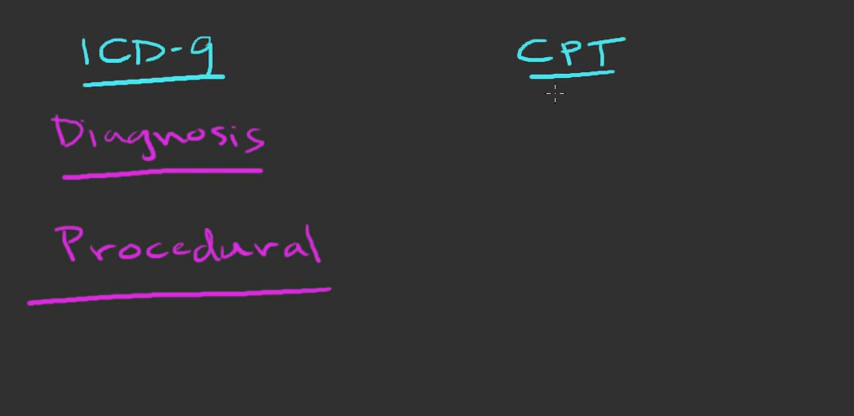 ICD-9
CPT
Diagnosis
Procedural